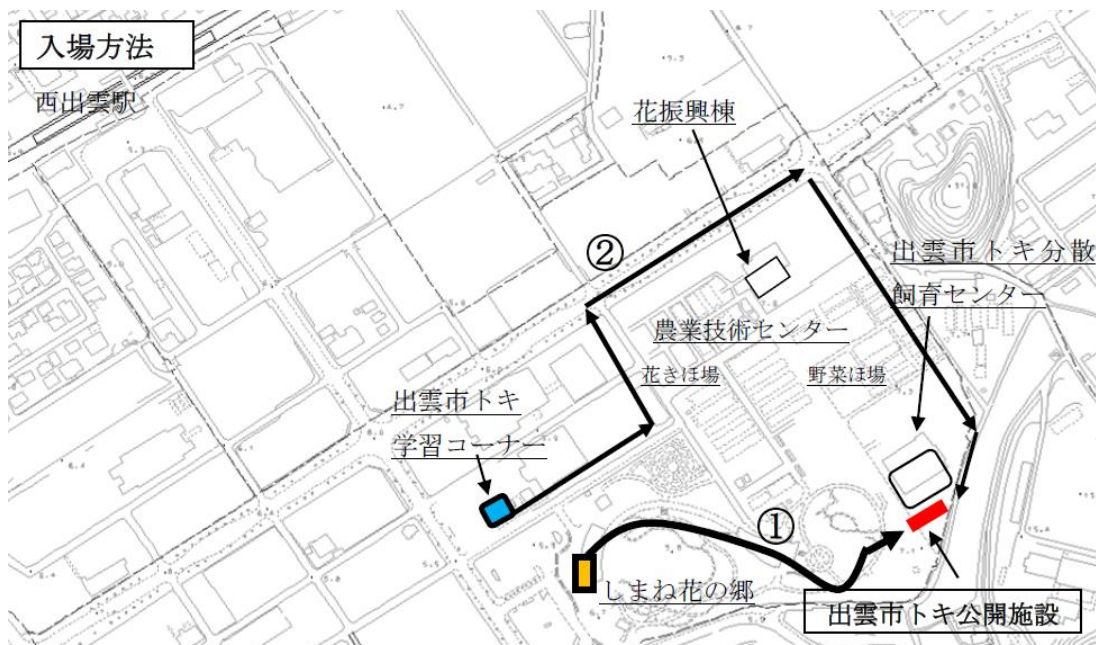 入場方法
西出雲駅
花振興棟
②
出雲市トキ分散
飼育センター
農業技術センター
花きほ場
野菜ほ場
出雲市トキ
学習コーナー
①
しまね花の郷
出雲市トキ公開施設